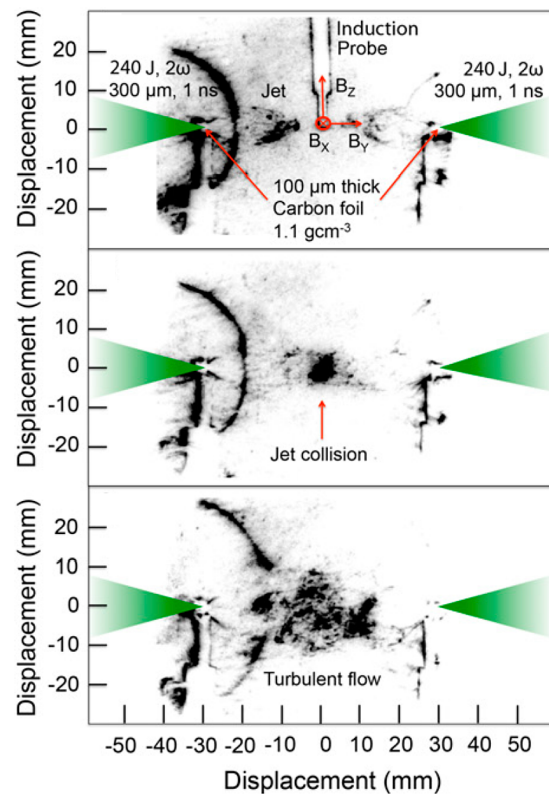 Displacement (mm)
20
10
0
-10
-20
240 J, 2ω
300 µm, 1 ns
Jet
Induction
Probe
B_Z
B_X
B_Y
240 J, 2ω
300 µm, 1 ns
100 µm thick
Carbon foil
1.1 gcm⁻³
Displacement (mm)
20
10
0
-10
-20
Jet collision
Displacement (mm)
20
10
0
-10
-20
Turbulent flow
-50 -40 -30 -20 -10 0 10 20 30 40 50
Displacement (mm)